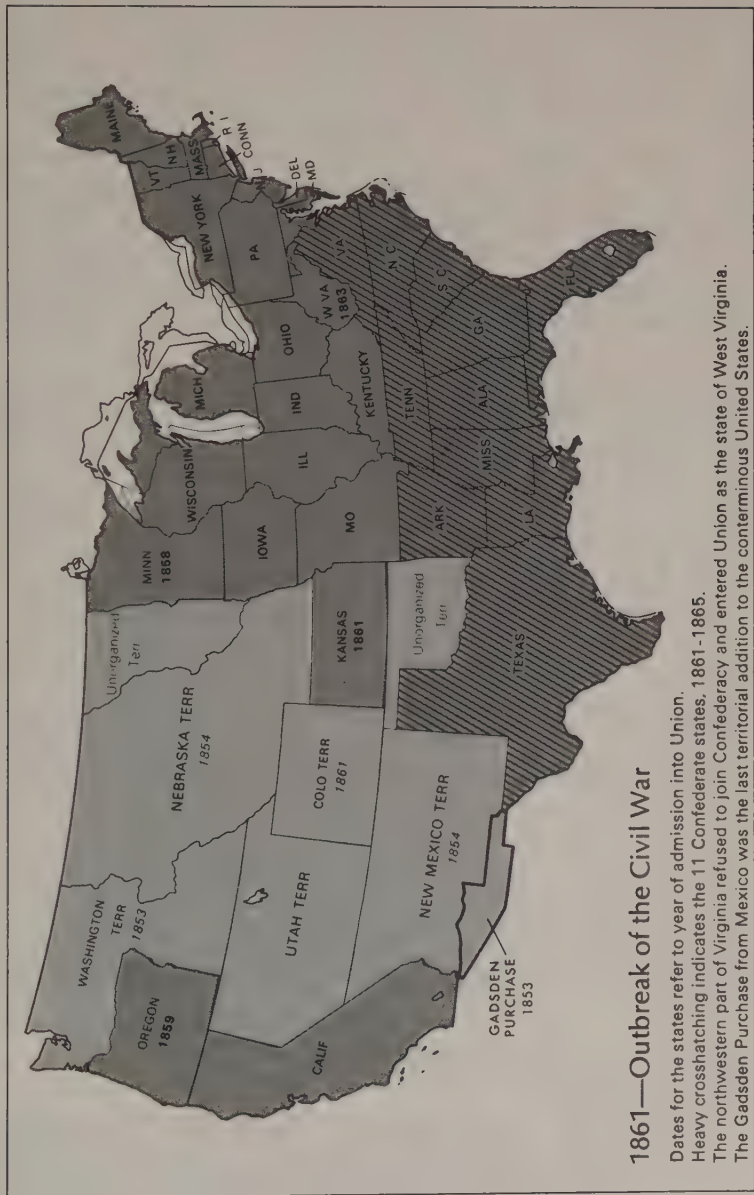 WASHINGTON
TERR
1853
OREGON
1859
CALIF
NEBRASKA TERR
1854
UTAH TERR
COLO TERR
1861
NEW MEXICO TERR
1854
GADSDEN
PURCHASE
1853
Unorganized
Terr
KANSAS
1861
Unorganized
Terr
TEXAS
MINN
1868
IOWA
MO
ARK
LA
WISCONSIN
ILL
MICH
IND
OHIO
KENTUCKY
TENN
MISS
ALA
GA
FLA
S C
N C
VA
W VA
1863
PA
NEW YORK
VT
NH
MAINE
MASS
R I
CONN
J
DEL
MD
1861—Outbreak of the Civil War
Dates for the states refer to year of admission into Union.
Heavy crosshatching indicates the 11 Confederate states, 1861-1865.
The northwestern part of Virginia refused to join Confederacy and entered Union as the state of West Virginia.
The Gadsden Purchase from Mexico was the last territorial addition to the conterminous United States.